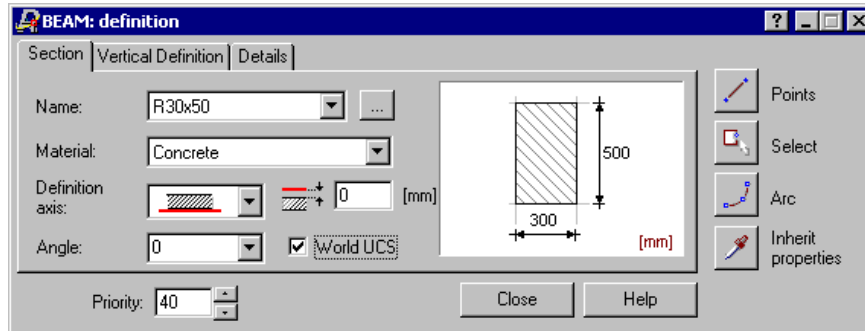 BEAM: definition
Section
Vertical Definition
Details
Name:
R30x50
...
Material:
Concrete
Definition
axis:
0
[mm]
Angle:
0
World UCS
500
300
[mm]
Points
Select
Arc
Inherit
properties
Priority:
40
Close
Help